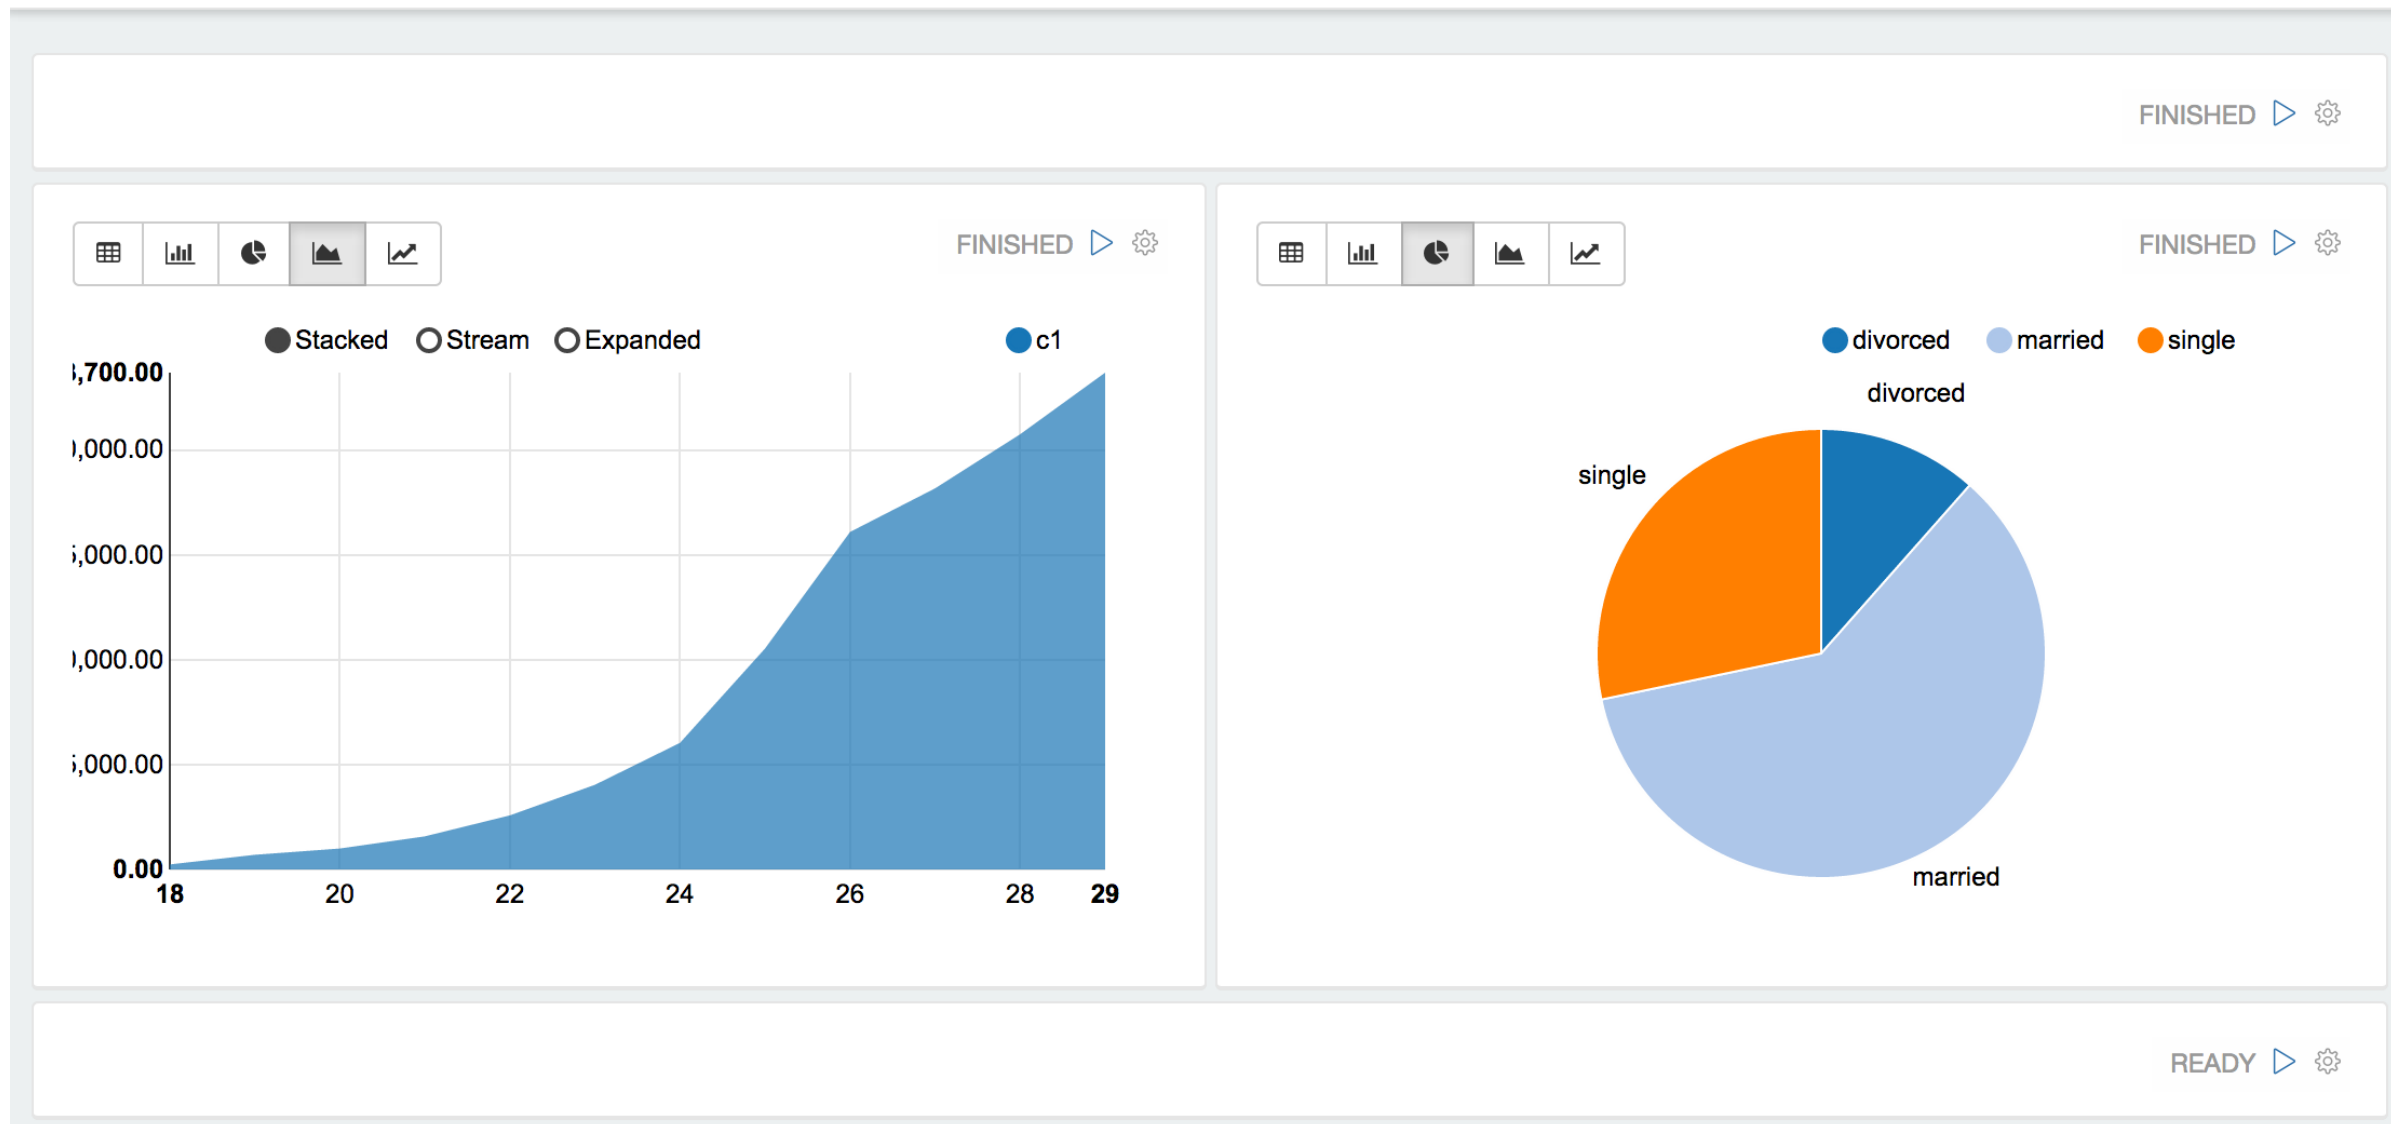 FINISHED
FINISHED
Stacked Stream Expanded c1
,700.00
,000.00
,000.00
,000.00
,000.00
0.00
18 20 22 24 26 28 29
FINISHED
divorced married single
divorced
single
married
READY